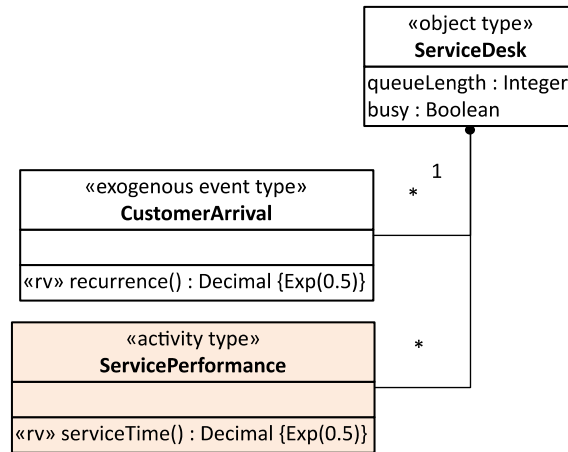 «object type»
ServiceDesk
queueLength : Integer
busy : Boolean
1
*
«exogenous event type»
CustomerArrival
«rv» recurrence() : Decimal {Exp(0.5)}
*
«activity type»
ServicePerformance
«rv» serviceTime() : Decimal {Exp(0.5)}